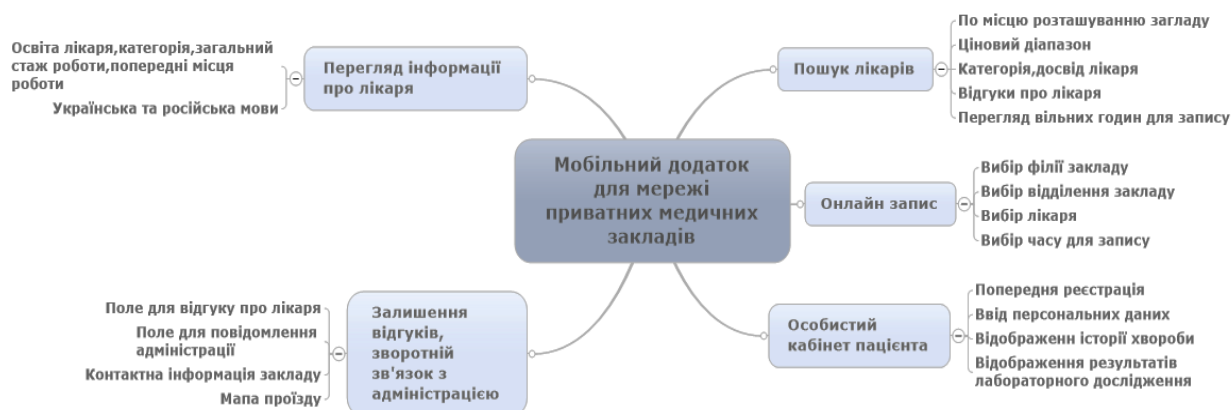 Мобільний додаток
для мережі
приватних медичних
закладів
Перегляд інформації
про лікаря
Освіта лікаря,категорія,загальний
стаж роботи,попередні місця
роботи
Українська та російська мови
Пошук лікарів
По місцю розташуванню загладу
Ціновий діапазон
Категорія,досвід лікаря
Відгуки про лікаря
Перегляд вільних годин для запису
Онлайн запис
Вибір філії закладу
Вибір відділення закладу
Вибір лікаря
Вибір часу для запису
Особистий
кабінет пацієнта
Попередня реєстрація
Ввід персональних даних
Відображенн історії хвороби
Відображення результатів
лабораторного дослідження
Залишення
відгуків,
зворотній
зв'язок з
адміністрацією
Поле для відгуку про лікаря
Поле для повідомлення
адміністрації
Контактна інформація закладу
Мапа проїзду